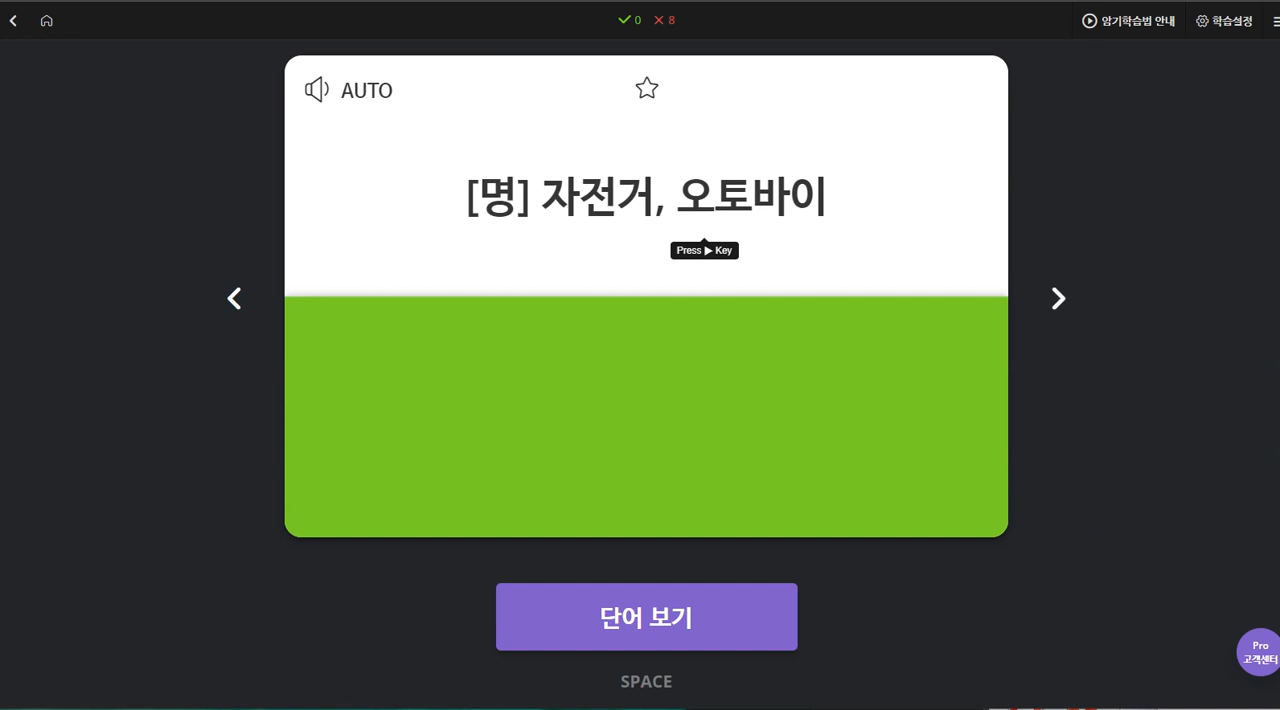 0 8
암기학습법 안내
학습설정
AUTO
[명] 자전거, 오토바이
Press ▶ Key
단어 보기
SPACE
Pro
고객센터